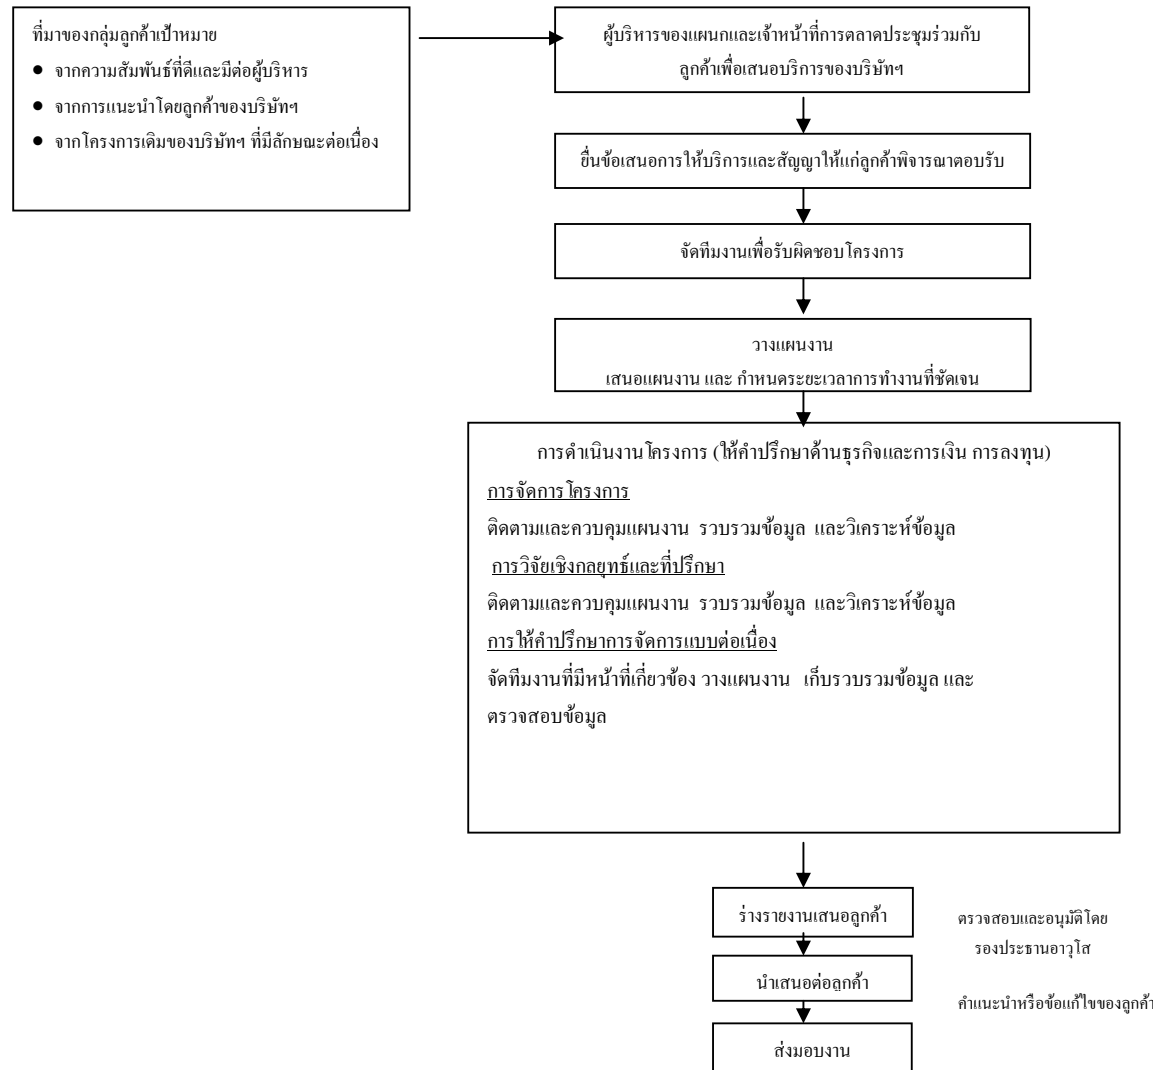 ที่มาของกลุ่มลูกค้าเป้าหมาย
● จากความสัมพันธ์ที่ดีและมีต่อผู้บริหาร
● จากการแนะนำโดยลูกค้าของบริษัทฯ
● จากโครงการเดิมของบริษัทฯ ที่มีลักษณะต่อเนื่อง
ผู้บริหารของแผนกและเจ้าหน้าที่การตลาดประชุมร่วมกับ
ลูกค้าเพื่อเสนอบริการของบริษัทฯ
ยื่นข้อเสนอการให้บริการและสัญญาให้แก่ลูกค้าพิจารณาตอบรับ
จัดทีมงานเพื่อรับผิดชอบโครงการ
วางแผนงาน
เสนอแผนงาน และ กำหนดระยะเวลาการทำงานที่ชัดเจน
การดำเนินงานโครงการ (ให้คำปรึกษาด้านธุรกิจและการเงิน การลงทุน)
การจัดการโครงการ
ติดตามและควบคุมแผนงาน รวบรวมข้อมูล และวิเคราะห์ข้อมูล
การวิจัยเชิงกลยุทธ์และที่ปรึกษา
ติดตามและควบคุมแผนงาน รวบรวมข้อมูล และวิเคราะห์ข้อมูล
การให้คำปรึกษาการจัดการแบบต่อเนื่อง
จัดทีมงานที่มีหน้าที่เกี่ยวข้อง วางแผนงาน เก็บรวบรวมข้อมูล และ
ตรวจสอบข้อมูล
ร่างรายงานเสนอลูกค้า
ตรวจสอบและอนุมัติโดย
รองประธานอาวุโส
นำเสนอต่อลูกค้า
คำแนะนำหรือข้อแก้ไขของลูกค้า
ส่งมอบงาน